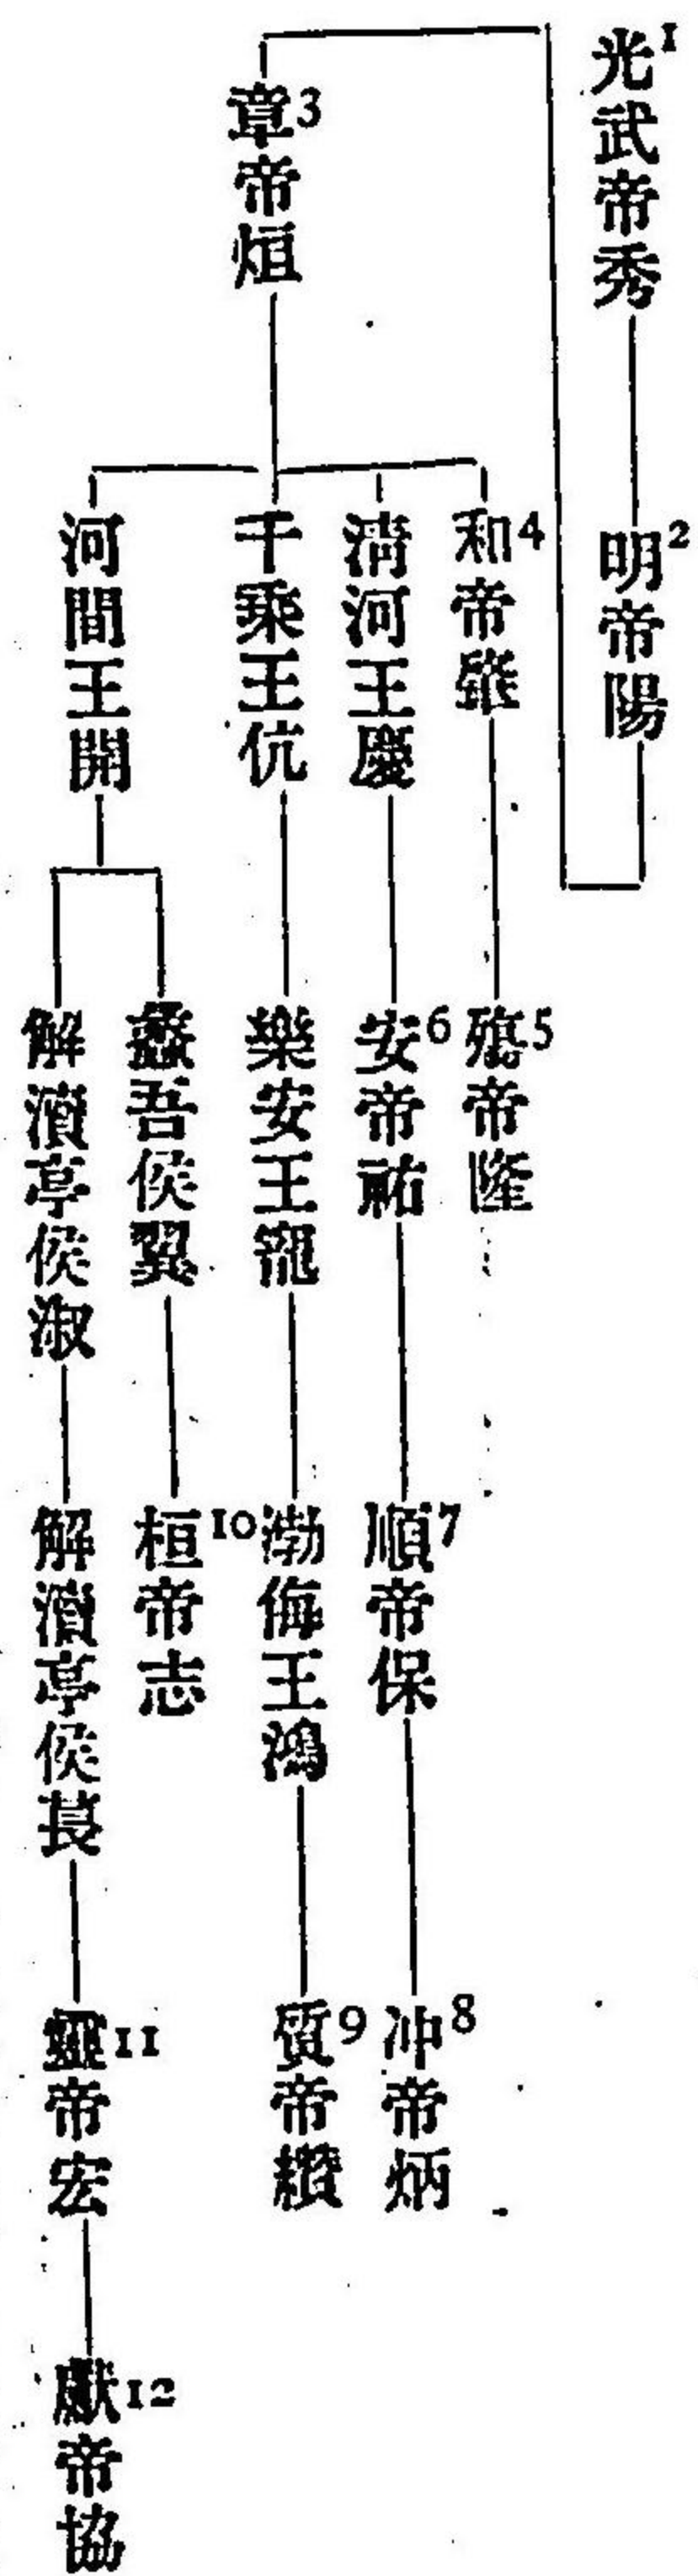 1光武帝秀
2明帝陽
3章帝烜
4和帝肇
5殤帝隆
清河王慶
6安帝祐
7順帝保
8冲帝炳
千乘王伉
樂安王寵
渤海王鴻
9質帝纘
河間王開
蠡吾侯翼
10桓帝志
解瀆亭侯淑
解瀆亭侯萇
11靈帝宏
12獻帝協